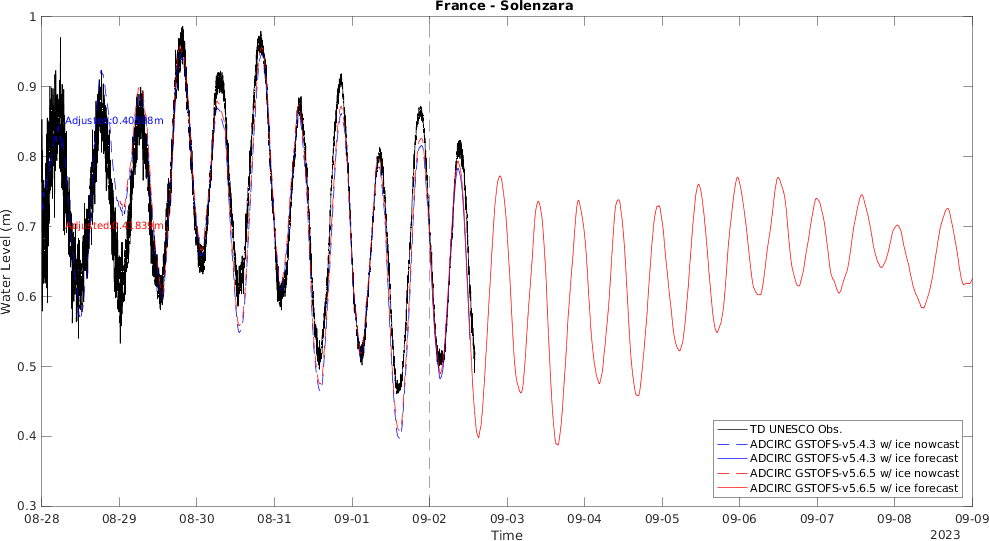 France - Solenzara
1
0.9
0.8
0.7
0.6
0.5
0.4
0.3
Water Level (m)
Adjusted:0.41839m
TD UNESCO Obs.
ADCIRC GSTOFS-v5.4.3 w/ ice nowcast
ADCIRC GSTOFS-v5.4.3 w/ ice forecast
ADCIRC GSTOFS-v5.6.5 w/ ice nowcast
ADCIRC GSTOFS-v5.6.5 w/ ice forecast
08-28 08-29 08-30 08-31 09-01 09-02 09-03 09-04 09-05 09-06 09-07 09-08 09-09
Time
2023